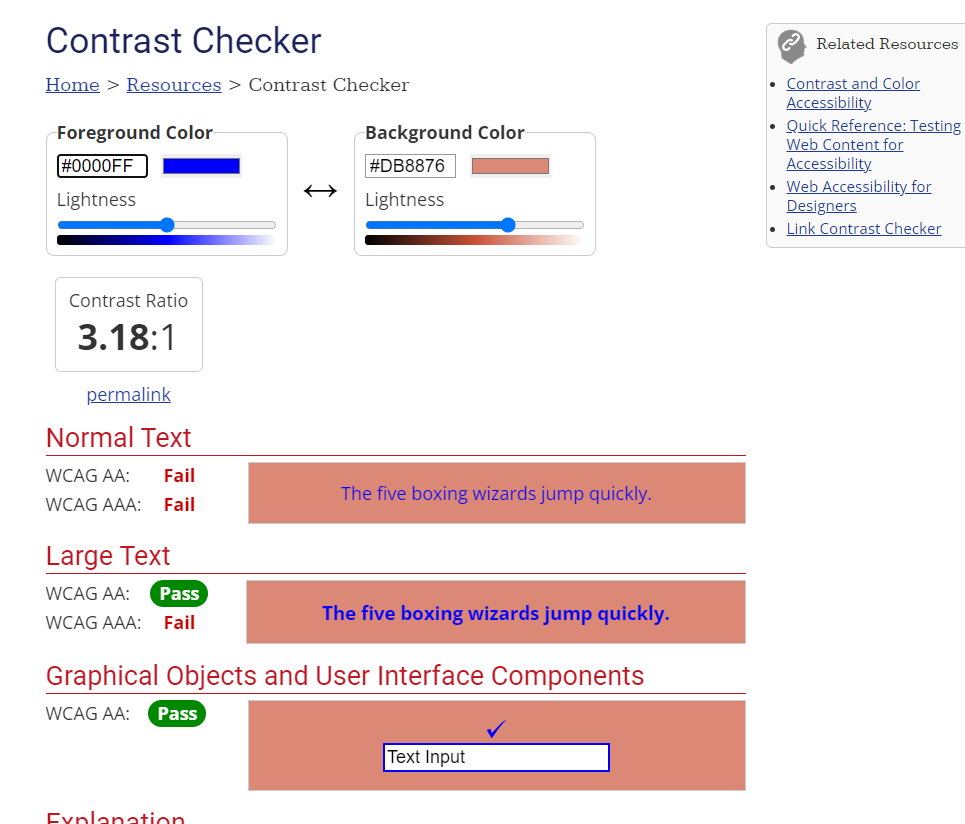 Contrast Checker
Home > Resources > Contrast Checker
Foreground Color
#0000FF
Lightness
Background Color
#DB8876
Lightness
Contrast Ratio
3.18:1
permalink
Normal Text
WCAG AA: Fail
WCAG AAA: Fail
The five boxing wizards jump quickly.
Large Text
WCAG AA: Pass
WCAG AAA: Fail
The five boxing wizards jump quickly.
Graphical Objects and User Interface Components
WCAG AA: Pass
Text Input
Explanation
Related Resources
Contrast and Color
Accessibility
Quick Reference: Testing
Web Content for
Accessibility
Web Accessibility for
Designers
Link Contrast Checker